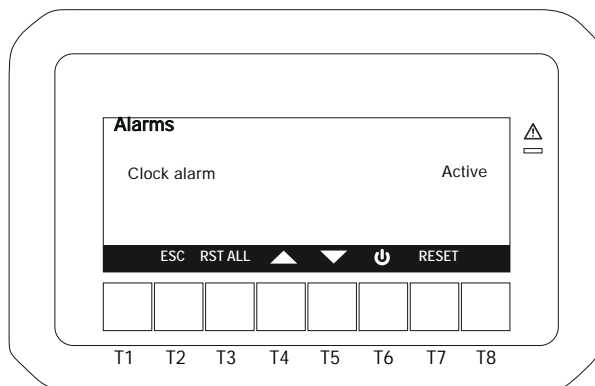 Alarms
Clock alarm Active
ESC RST ALL RESET
T1 T2 T3 T4 T5 T6 T7 T8